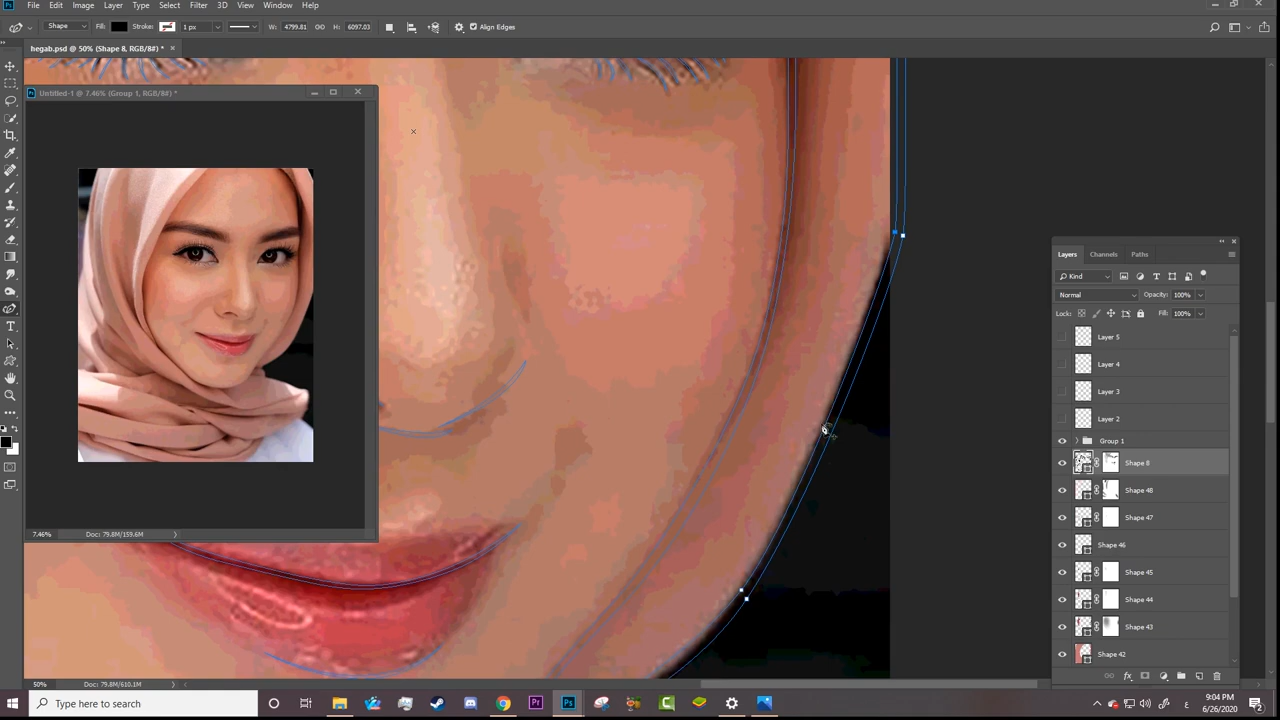 File Edit Image Layer Type Select Filter 3D View Window Help
Shape Fill: Stroke: 1 px W: 4799.81 H: 6097.03 Align Edges
hegab.psd @ 50% (Shape 8, RGB/8#) *
Untitled-1 @ 7.46% (Group 1, RGB/8#) *
Layers Channels Paths
Kind
Normal Opacity: 100%
Lock: Fill: 100%
Layer 5
Layer 4
Layer 3
Layer 2
Group 1
Shape 8
Shape 48
Shape 47
Shape 46
Shape 45
Shape 44
Shape 43
Shape 42
7.46% Doc: 79.8M/159.6M
50% Doc: 79.8M/610.1M
Type here to search
9:04 PM
6/26/2020